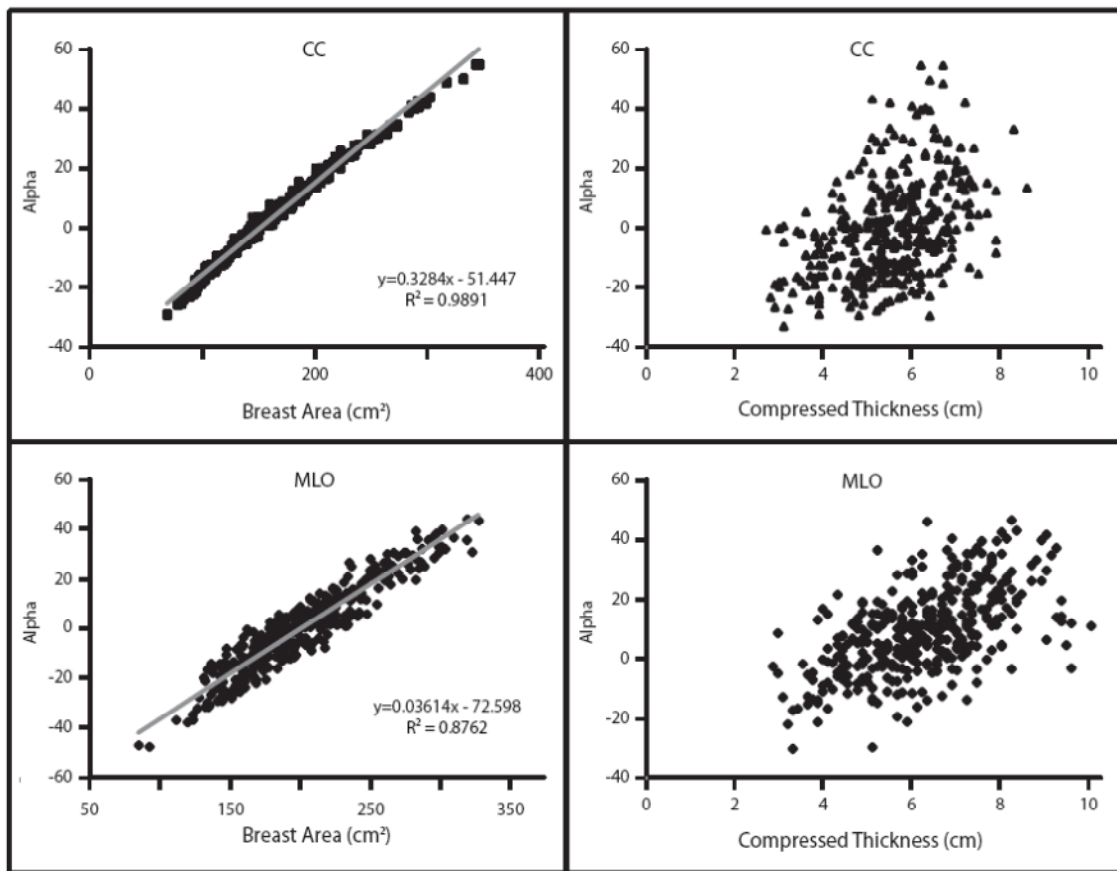 CC
60
40
20
0
-20
-40
Alpha
y=0.3284x - 51.447
R² = 0.9891
0 200 400
Breast Area (cm²)
CC
60
40
20
0
-20
-40
Alpha
0 2 4 6 8 10
Compressed Thickness (cm)
MLO
60
40
20
0
-20
-40
-60
Alpha
y=0.03614x - 72.598
R² = 0.8762
50 150 250 350
Breast Area (cm²)
MLO
60
40
20
0
-20
-40
Alpha
0 2 4 6 8 10
Compressed Thickness (cm)